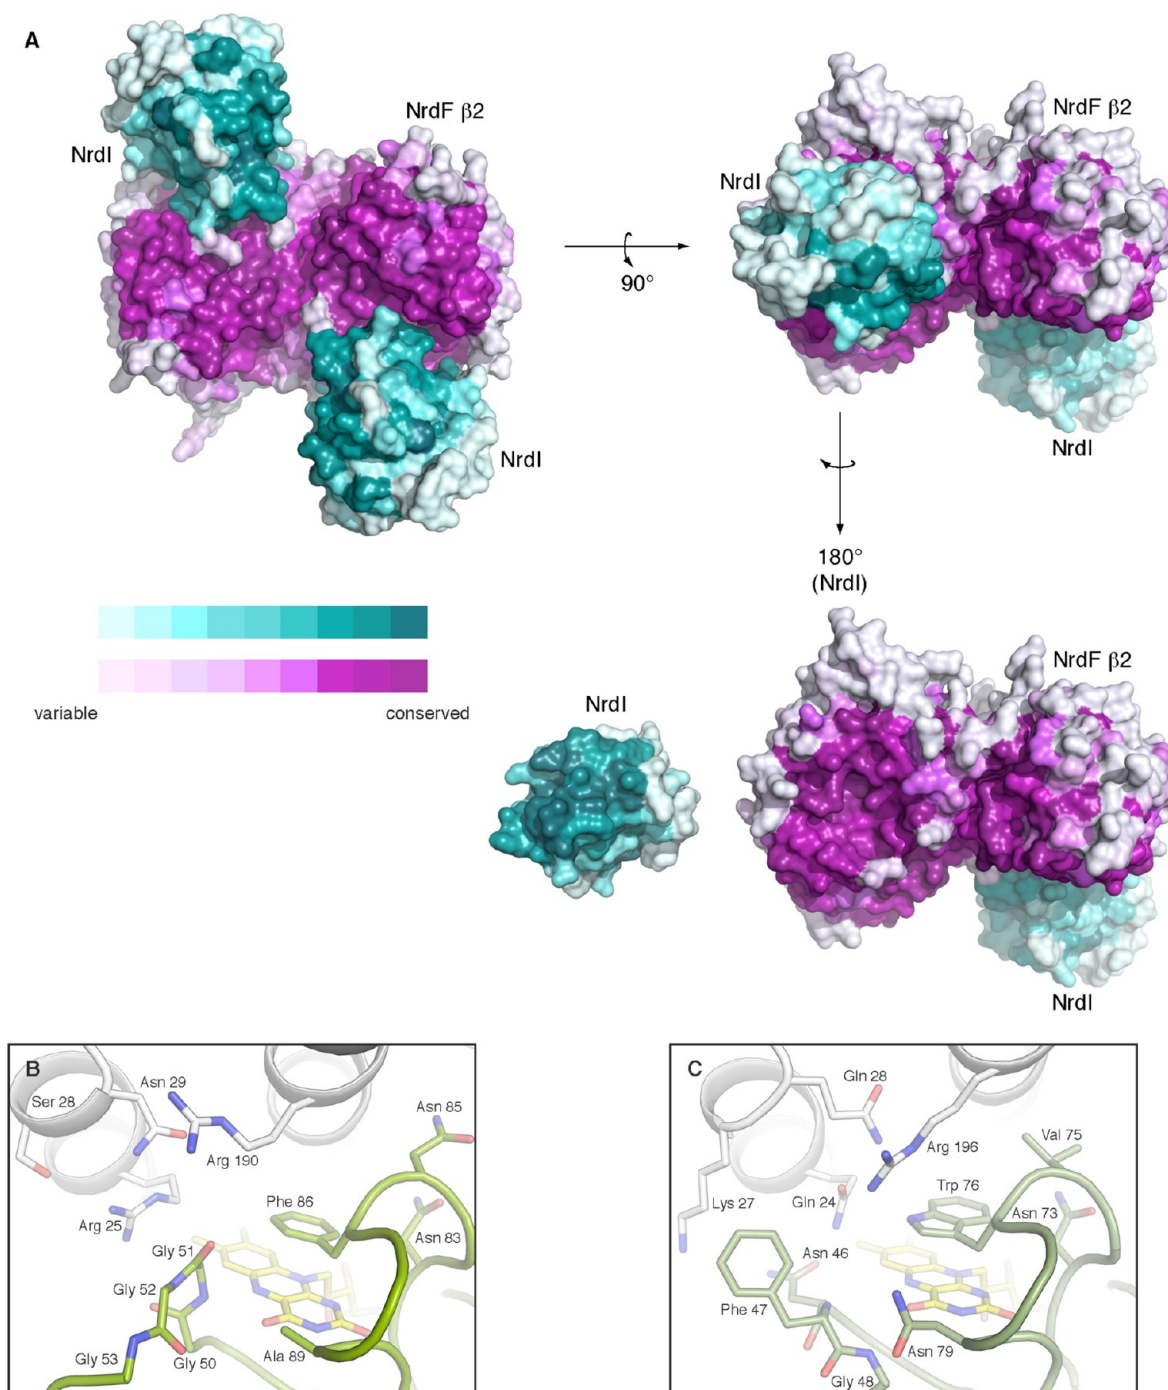 A
NrdI
NrdF β2
NrdI
90°
NrdI
NrdF β2
NrdI
180°
(NrdI)
variable
conserved
NrdI
NrdF β2
NrdI
B
Asn 29
Ser 28
Asn 85
Arg 190
Phe 86
Arg 25
Asn 83
Gly 51
Gly 52
Gly 53
Gly 50
Ala 89
C
Gln 28
Val 75
Arg 196
Trp 76
Lys 27
Gln 24
Asn 73
Asn 46
Phe 47
Asn 79
Gly 48